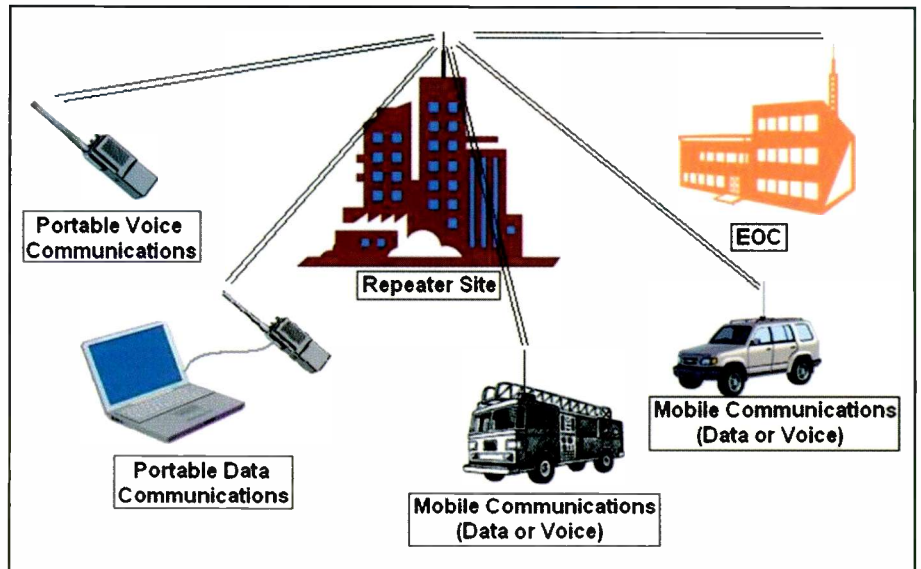 Portable Voice
Communications
Repeater Site
EOC
Portable Data
Communications
Mobile Communications
(Data or Voice)
Mobile Communications
(Data or Voice)